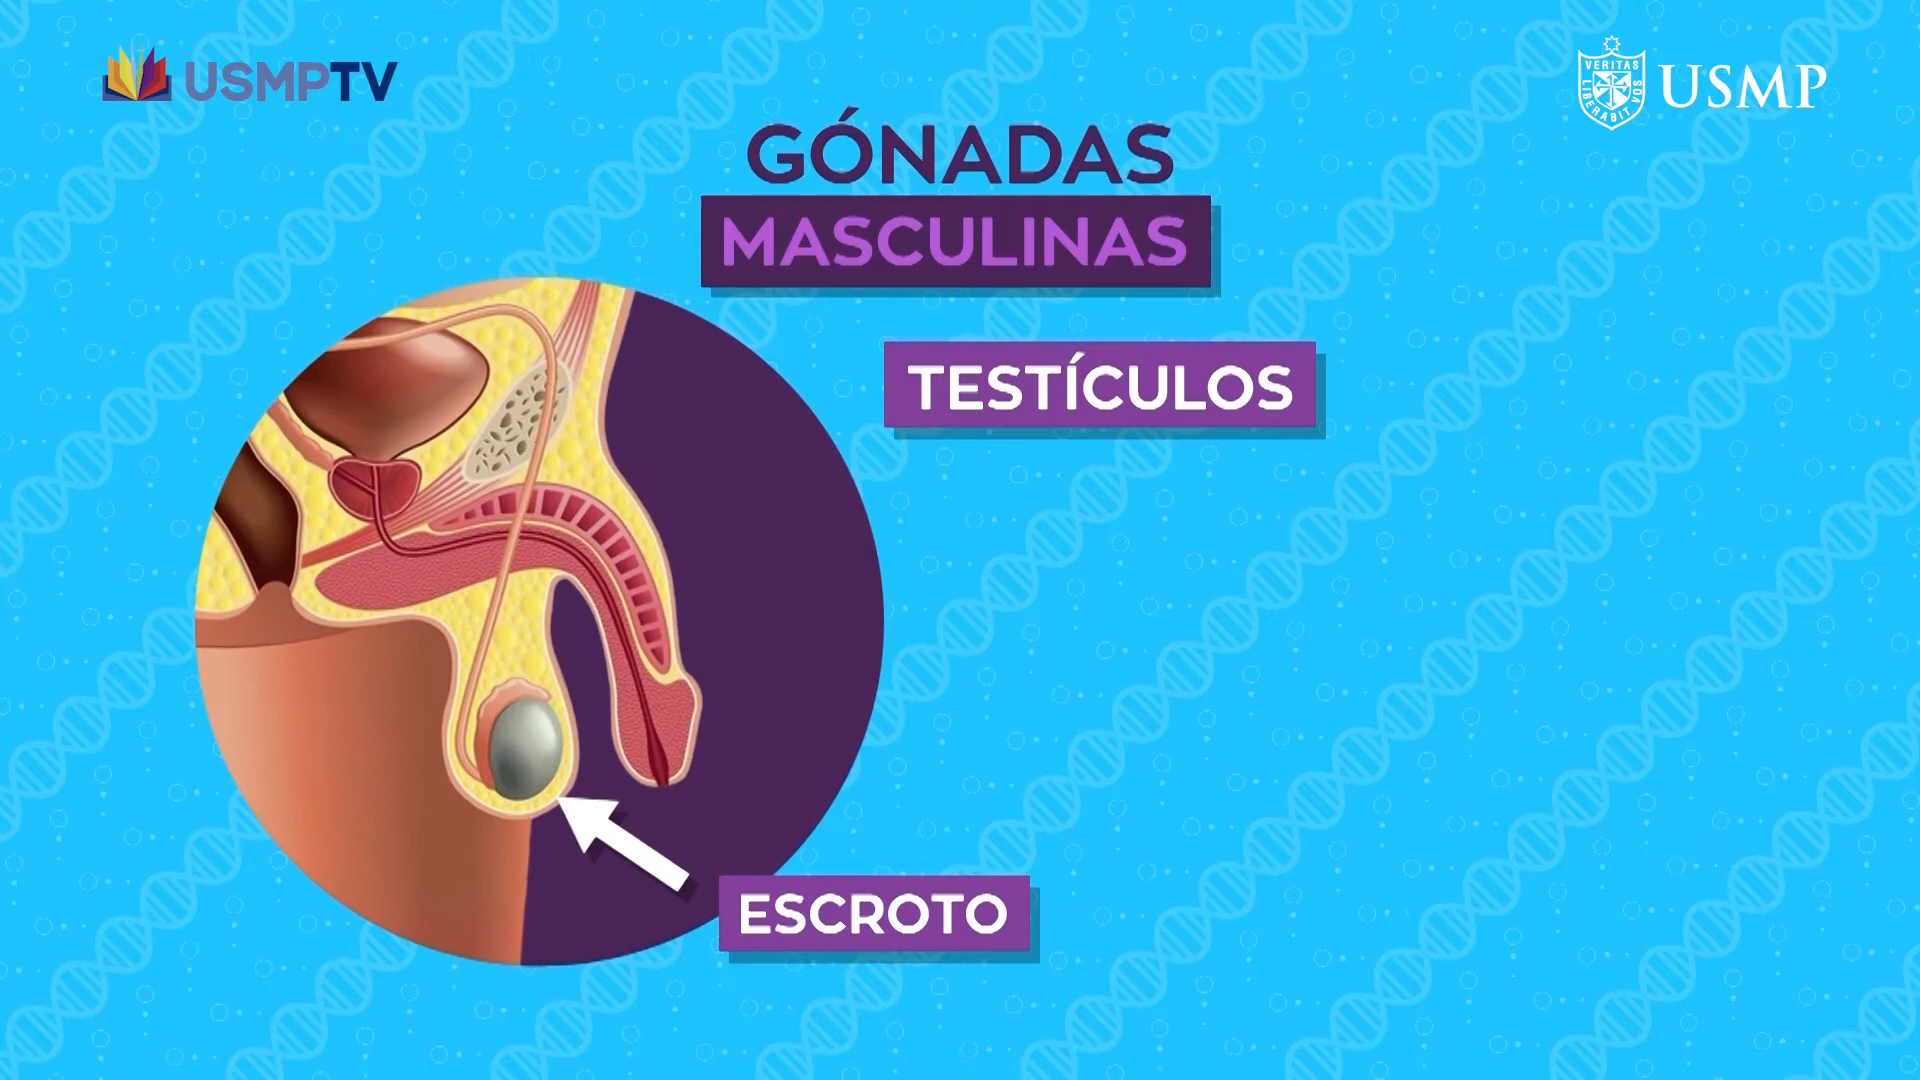 USMPTV
VERITAS
LIBERABIT VOS
USMP
GÓNADAS
MASCULINAS
TESTÍCULOS
ESCROTO